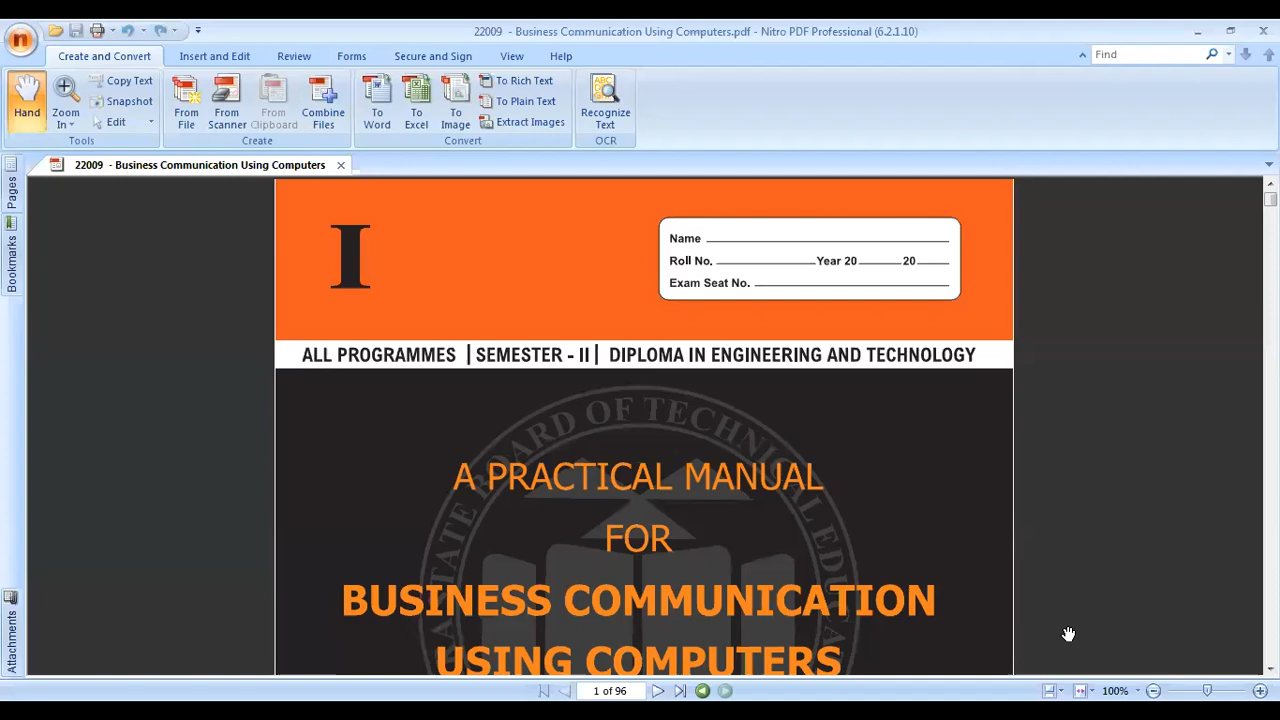 22009 - Business Communication Using Computers.pdf - Nitro PDF Professional (6.2.1.10)
Create and Convert Insert and Edit Review Forms Secure and Sign View Help Find
Hand
Zoom In
Copy Text
Snapshot
Edit
Tools
From File
From Scanner
From Clipboard
Combine Files
Create
To Word
To Excel
To Image
To Rich Text
To Plain Text
Extract Images
Convert
Recognize Text
OCR
22009 - Business Communication Using Computers
Pages
Bookmarks
Attachments
I
Name
Roll No. Year 20 20
Exam Seat No.
ALL PROGRAMMES | SEMESTER - II | DIPLOMA IN ENGINEERING AND TECHNOLOGY
STATE BOARD OF TECHNICAL EDUC
A PRACTICAL MANUAL
FOR
BUSINESS COMMUNICATION
USING COMPUTERS
1 of 96
100%